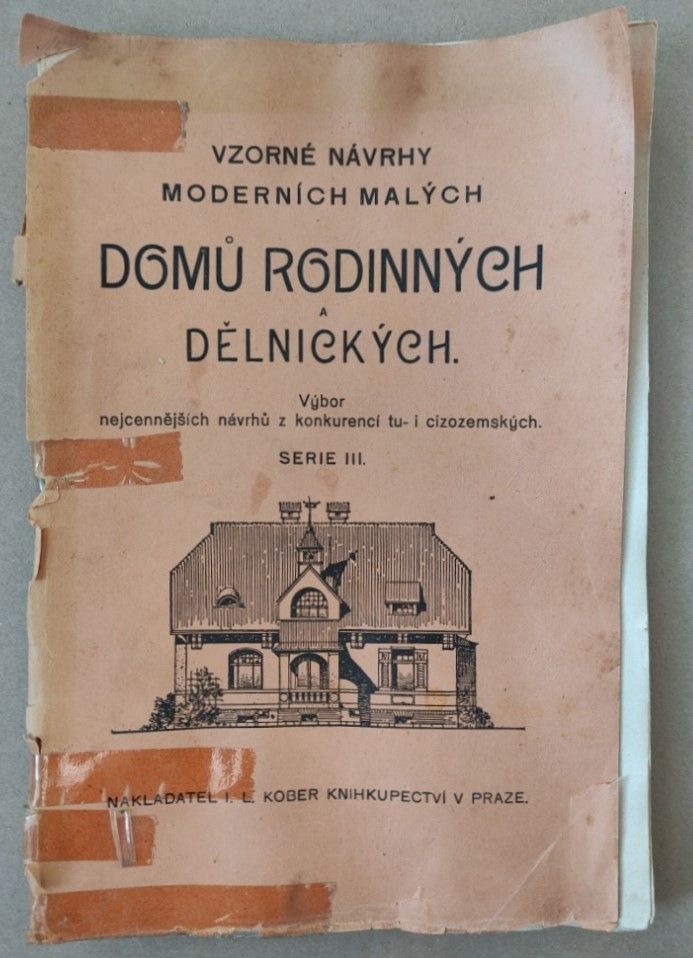 VZORNÉ NÁVRHY
MODERNÍCH MALÝCH
DOMŮ RODINNÝCH
A
DĚLNICKÝCH.
Výbor
nejcennějších návrhů z konkurencí tu- i cizozemských.
SERIE III.
NAKLADATEL I. L. KOBER KNIHKUPECTVÍ V PRAZE.